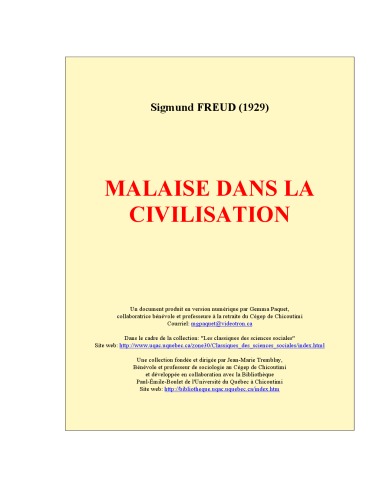 Sigmund FREUD (1929)
MALAISE DANS LA
CIVILISATION
Un document produit en version numérique par Gemma Paquet,
collaboratrice bénévole et professeure à la retraite du Cégep de Chicoutimi
Courriel: mgpaquet@videotron.ca
Dans le cadre de la collection: "Les classiques des sciences sociales"
Site web: http://www.uqac.uquebec.ca/zone30/Classiques_des_sciences_sociales/index.html
Une collection fondée et dirigée par Jean-Marie Tremblay,
Bénévole et professeur de sociologie au Cégep de Chicoutimi
et développée en collaboration avec la Bibliothèque
Paul-Émile-Boulet de l'Université du Québec à Chicoutimi
Site web: http://bibliotheque.uqac.uquebec.ca/index.htm